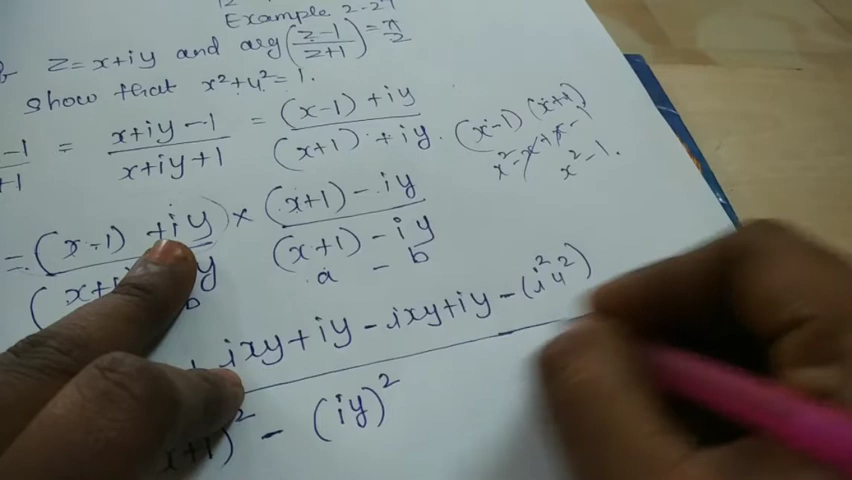 Example 2.27
z=x+iy and arg(z-1/z+1)=π/2
show that x²+y²=1.
-1/+1 = x+iy-1/x+iy+1 = (x-1)+iy/(x+1)+iy.
(x-1)(x+1)
x²-x+x-1
x²-1.
= (x-1)+iy/(x+ y × (x+1)-iy/(x+1)-iy
a - b
ixy+iy-ixy+iy-(i²y²)
x+1)² - (iy)²